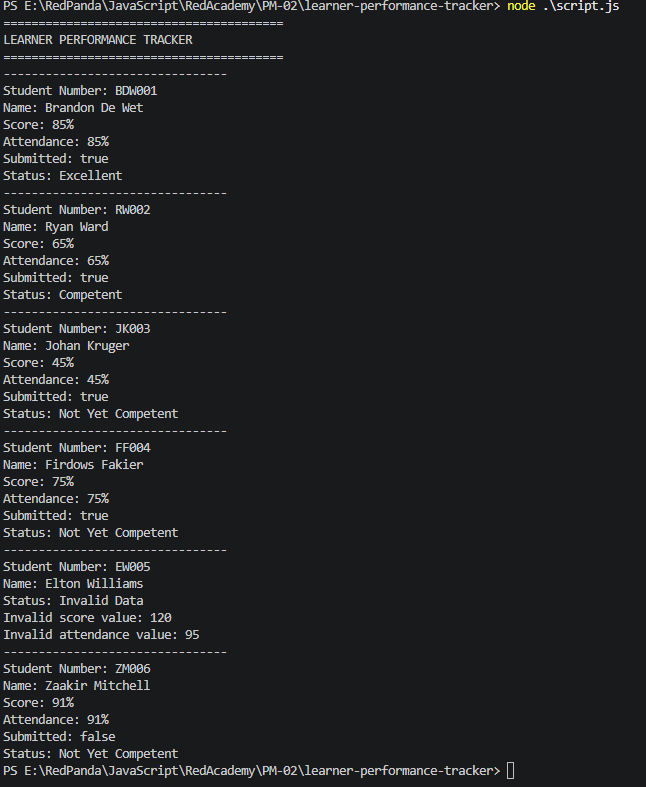 PS E:\RedPanda\JavaScript\RedAcademy\PM-02\learner-performance-tracker> node .\script.js
========================================
LEARNER PERFORMANCE TRACKER
========================================
--------------------------------
Student Number: BDW001
Name: Brandon De Wet
Score: 85%
Attendance: 85%
Submitted: true
Status: Excellent
--------------------------------
Student Number: RW002
Name: Ryan Ward
Score: 65%
Attendance: 65%
Submitted: true
Status: Competent
--------------------------------
Student Number: JK003
Name: Johan Kruger
Score: 45%
Attendance: 45%
Submitted: true
Status: Not Yet Competent
--------------------------------
Student Number: FF004
Name: Firdows Fakier
Score: 75%
Attendance: 75%
Submitted: true
Status: Not Yet Competent
--------------------------------
Student Number: EW005
Name: Elton Williams
Status: Invalid Data
Invalid score value: 120
Invalid attendance value: 95
--------------------------------
Student Number: ZM006
Name: Zaakir Mitchell
Score: 91%
Attendance: 91%
Submitted: false
Status: Not Yet Competent
PS E:\RedPanda\JavaScript\RedAcademy\PM-02\learner-performance-tracker>